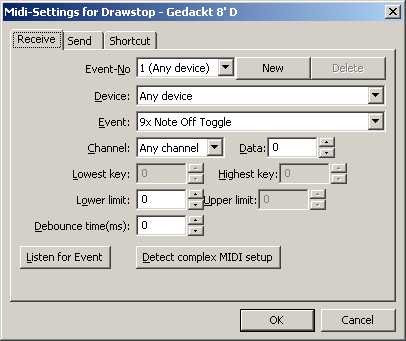 Midi-Settings for Drawstop - Gedackt 8' D
Receive Send Shortcut
Event-No 1 (Any device) New Delete
Device: Any device
Event: 9x Note Off Toggle
Channel: Any channel Data: 0
Lowest key: 0 Highest key: 0
Lower limit: 0 Upper limit: 0
Debounce time(ms): 0
Listen for Event Detect complex MIDI setup
OK Cancel